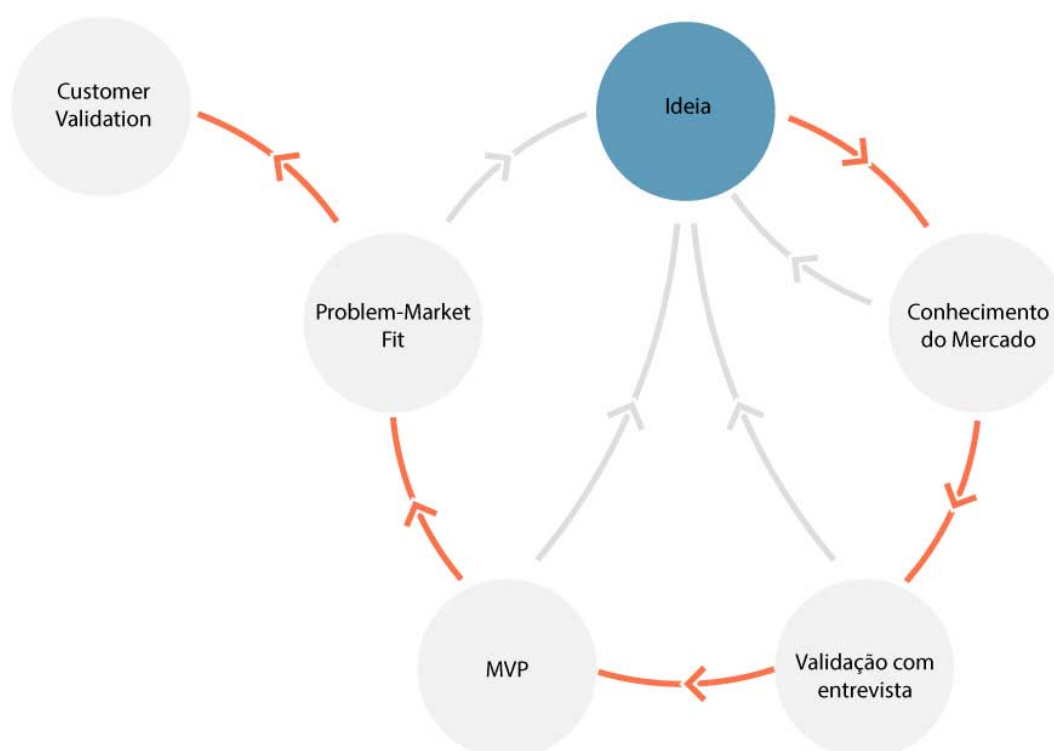 Customer
Validation
Ideia
Problem-Market
Fit
Conhecimento
do Mercado
MVP
Validação com
entrevista